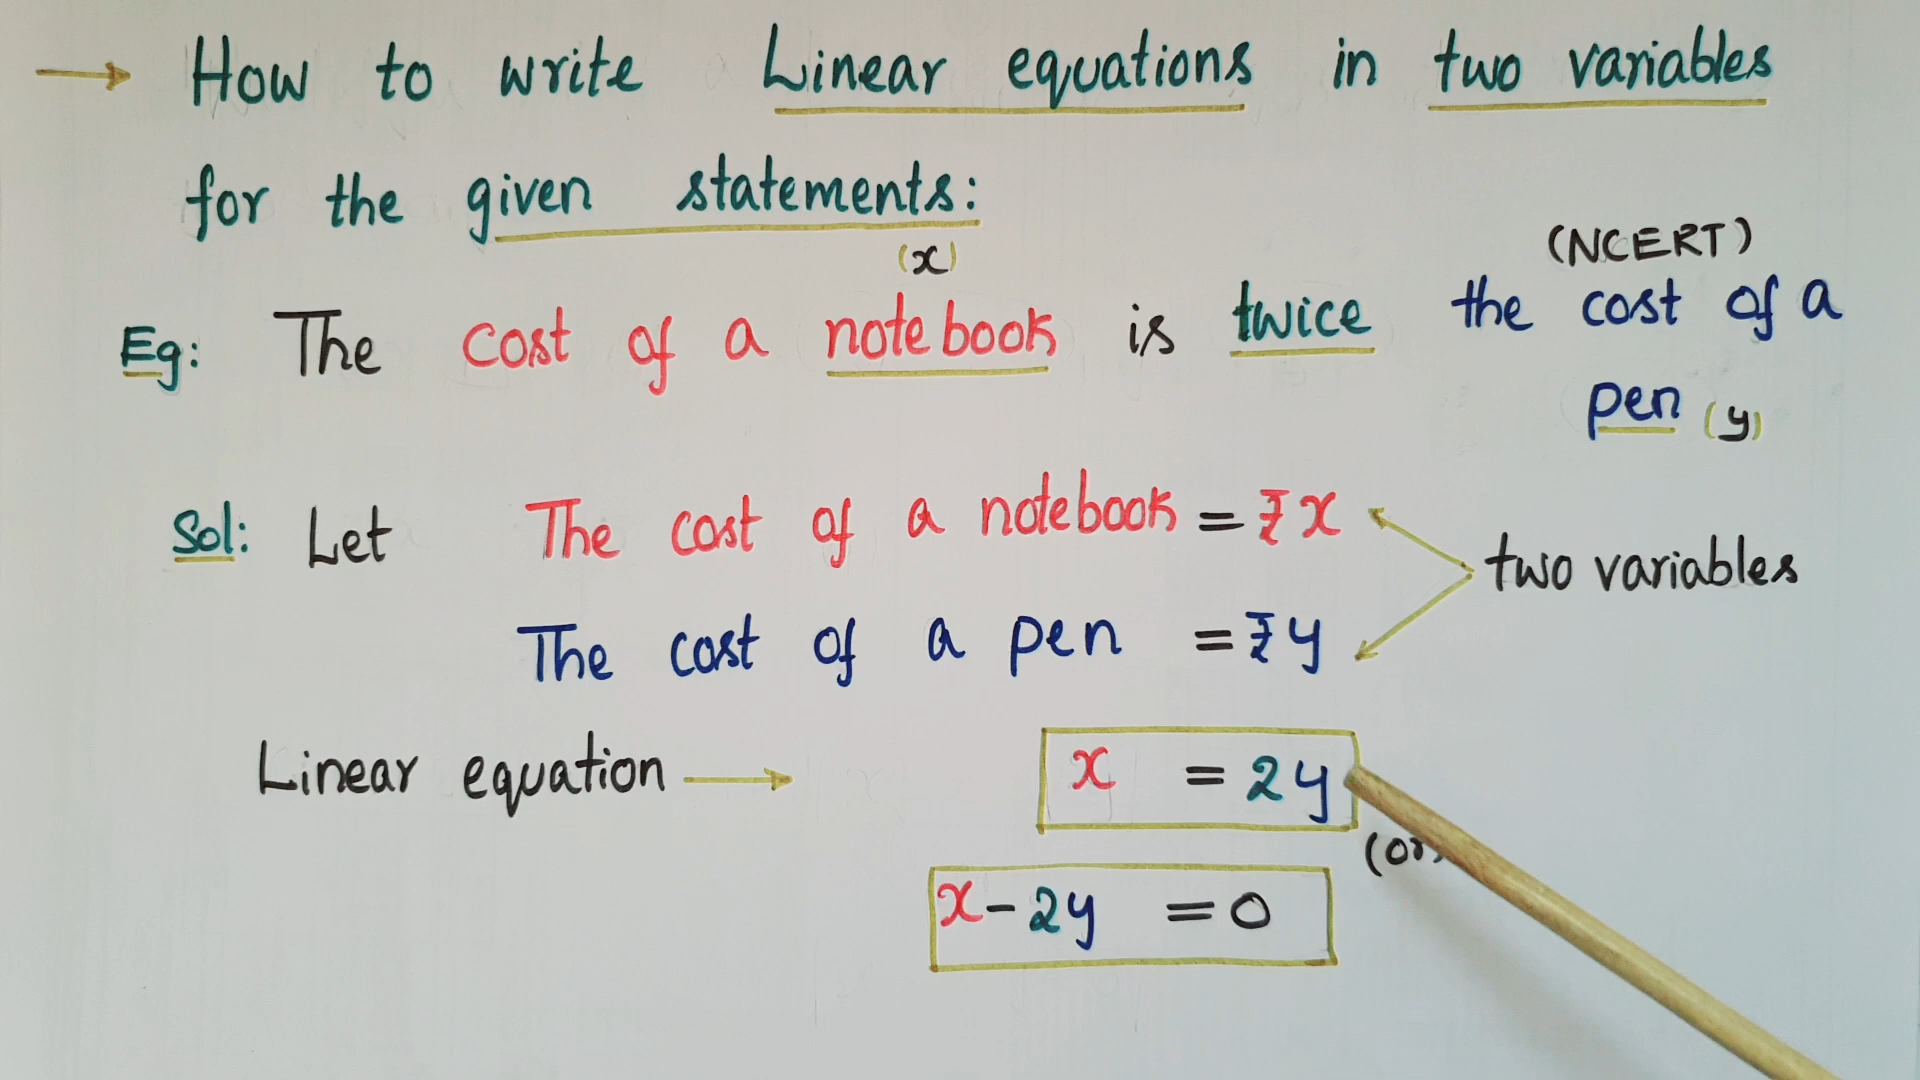 → How to write Linear equations in two variables
for the given statements:
(x)
(NCERT)
Eg: The cost of a notebook is twice the cost of a
pen (y)
Sol: Let The cost of a notebook = ₹ x
two variables
The cost of a pen = ₹ y
Linear equation → x = 2y
(or)
x - 2y = 0